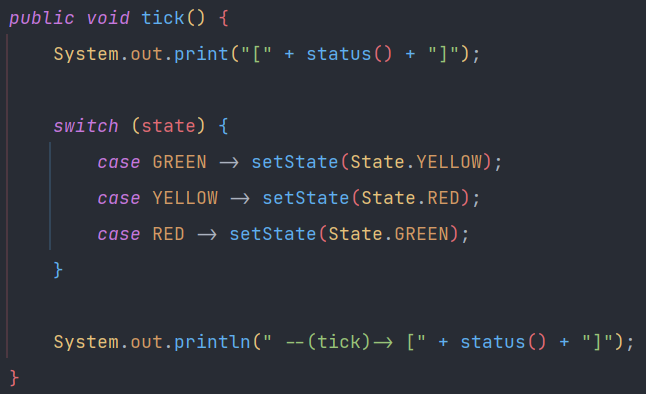 public void tick() {
    System.out.print("[" + status() + "]");

    switch (state) {
        case GREEN -> setState(State.YELLOW);
        case YELLOW -> setState(State.RED);
        case RED -> setState(State.GREEN);
    }

    System.out.println(" --(tick)-> [" + status() + "]");
}